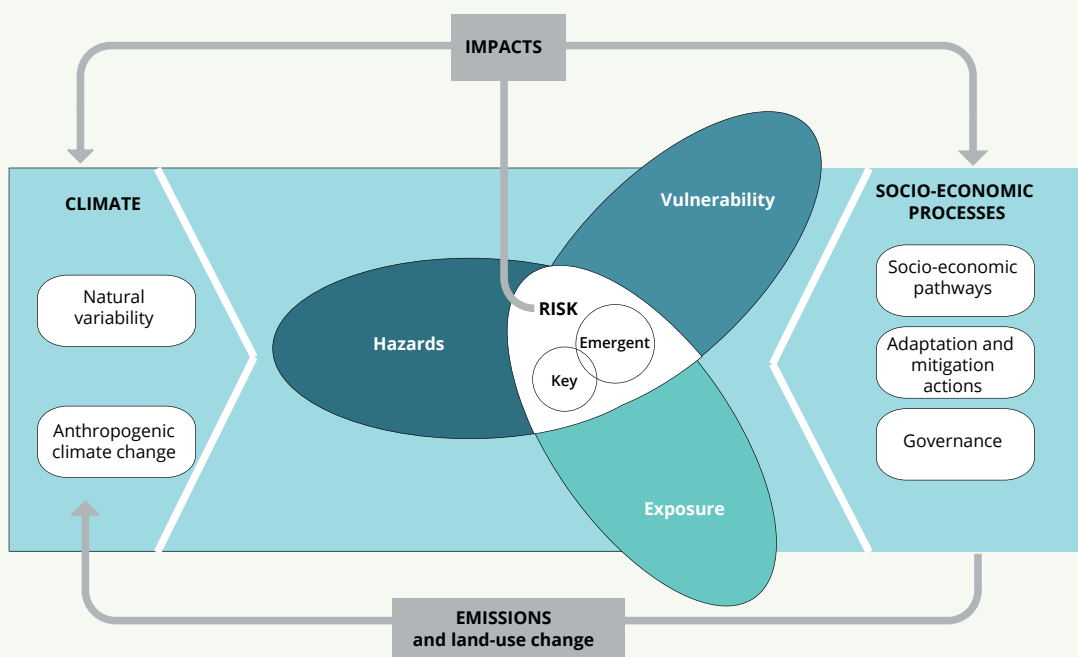 IMPACTS
CLIMATE
Natural
variability
Anthropogenic
climate change
Hazards
Vulnerability
RISK
Emergent
Key
Exposure
SOCIO-ECONOMIC
PROCESSES
Socio-economic
pathways
Adaptation and
mitigation
actions
Governance
EMISSIONS
and land-use change